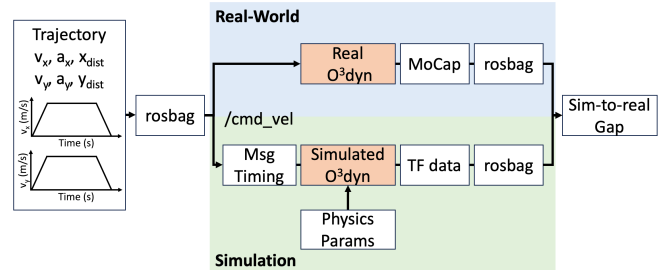 Trajectory
vx, ax, xdist
vy, ay, ydist
vx (m/s)
Time (s)
vy (m/s)
Time (s)
rosbag
/cmd_vel
Real-World
Real
O³dyn
MoCap
rosbag
Msg
Timing
Simulated
O³dyn
TF data
rosbag
Physics
Params
Simulation
Sim-to-real
Gap